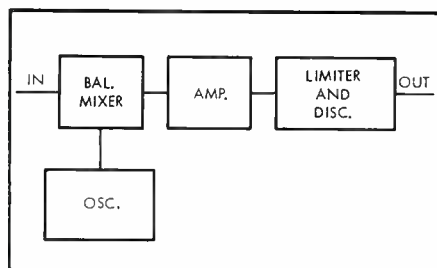 IN
BAL.
MIXER
AMP.
LIMITER
AND
DISC.
OUT
OSC.